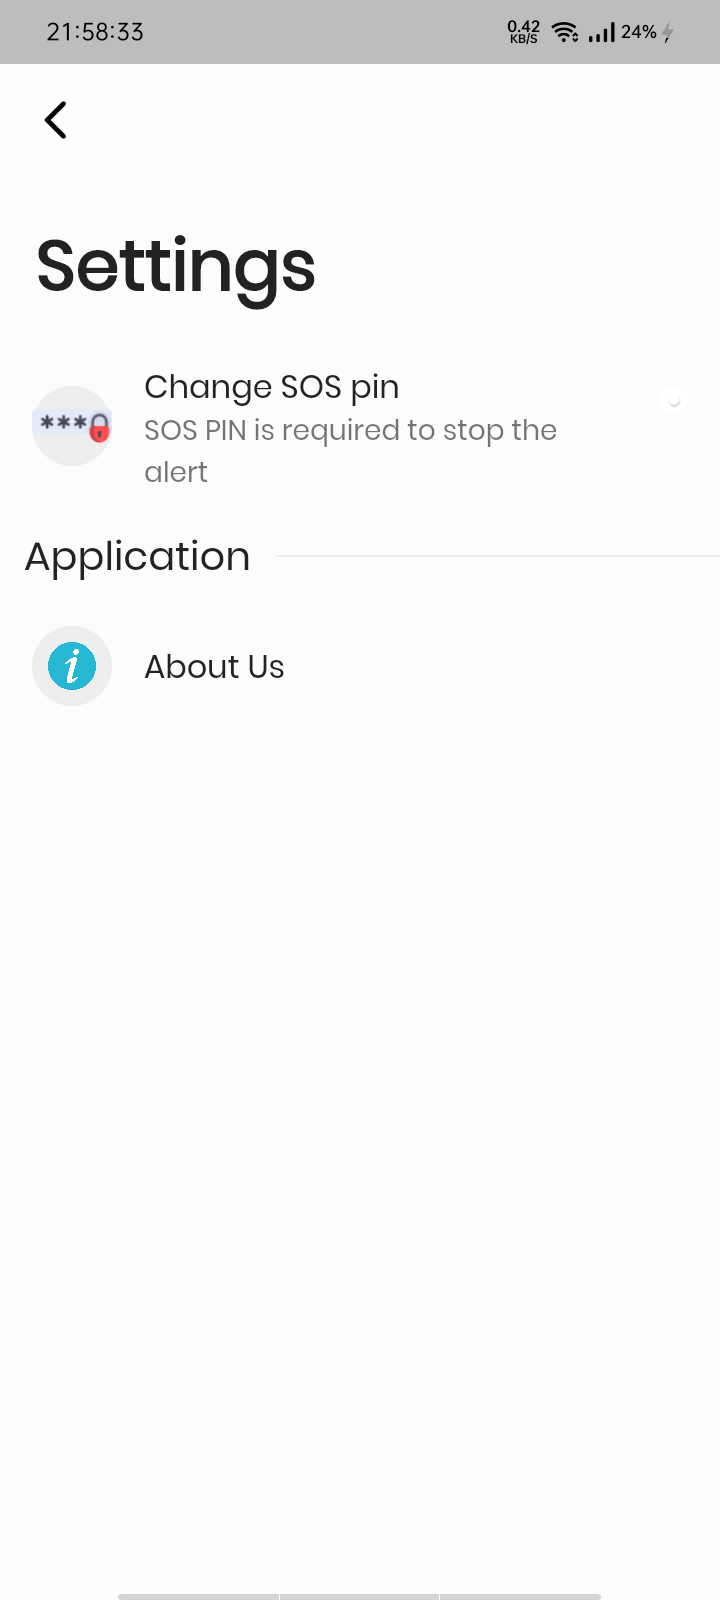 21:58:33
0.42
KB/S
24%
Settings
***
Change SOS pin
SOS PIN is required to stop the
alert
Application
i
About Us